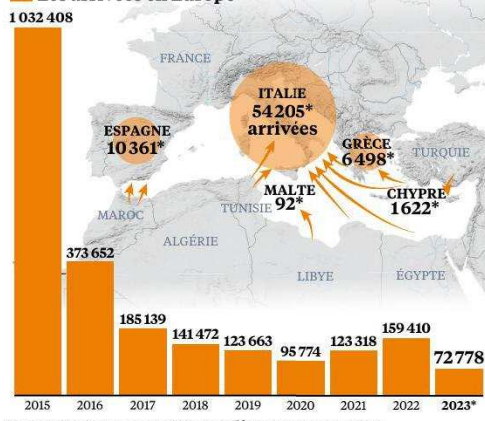 1 032 408
FRANCE
ITALIE
54 205*
arrivées
ESPAGNE
10 361*
GRÈCE
6 498*
TURQUIE
MALTE
92*
CHYPRE
1 622*
MAROC
TUNISIE
ALGÉRIE
LIBYE
ÉGYPTE
373 652
185 139
141 472
123 663
95 774
123 318
159 410
72 778
2015 2016 2017 2018 2019 2020 2021 2022 2023*